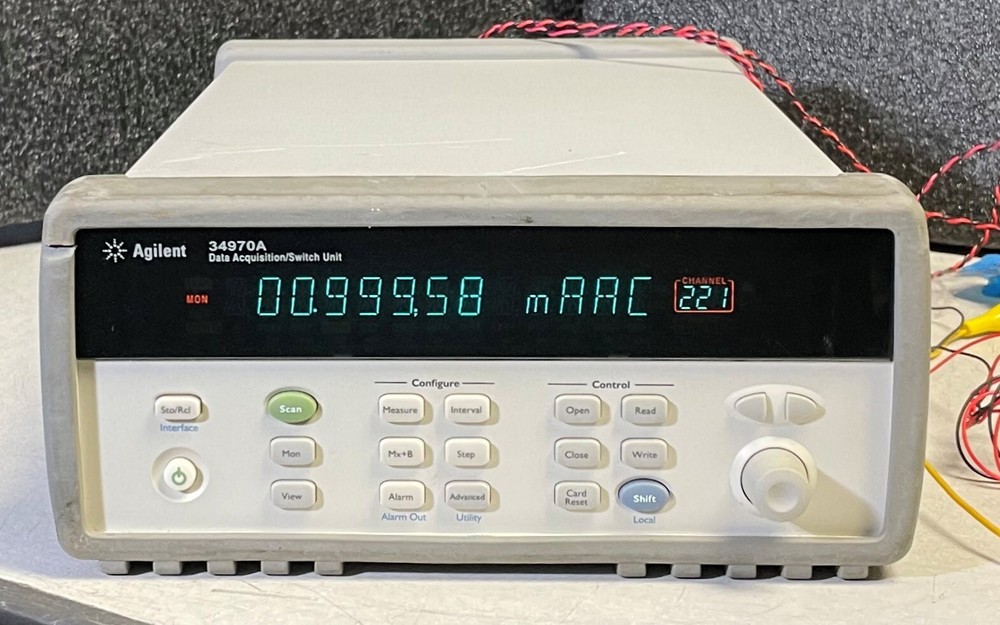 Agilent
34970A
Data Acquisition/Switch Unit
MON
00.999,58 mAAC
CHANNEL
221
Configure
Control
Sto/Rcl
Scan
Measure
Interval
Open
Read
Interface
Mon
Mx+B
Step
Close
Write
View
Alarm
Advanced
Card
Reset
Shift
Alarm Out
Utility
Local